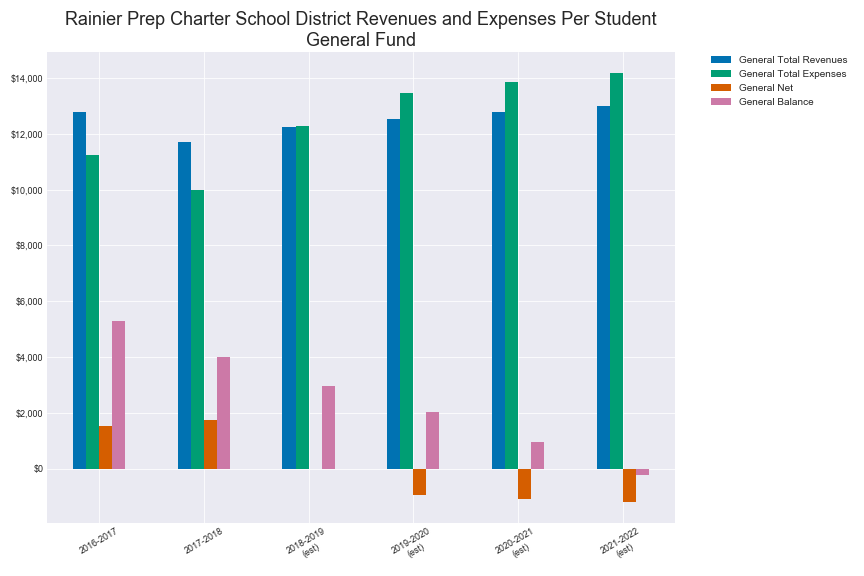 Rainier Prep Charter School District Revenues and Expenses Per Student
General Fund
General Total Revenues
General Total Expenses
General Net
General Balance
$14,000
$12,000
$10,000
$8,000
$6,000
$4,000
$2,000
$0
2016-2017
2017-2018
2018-2019
(est)
2019-2020
(est)
2020-2021
(est)
2021-2022
(est)